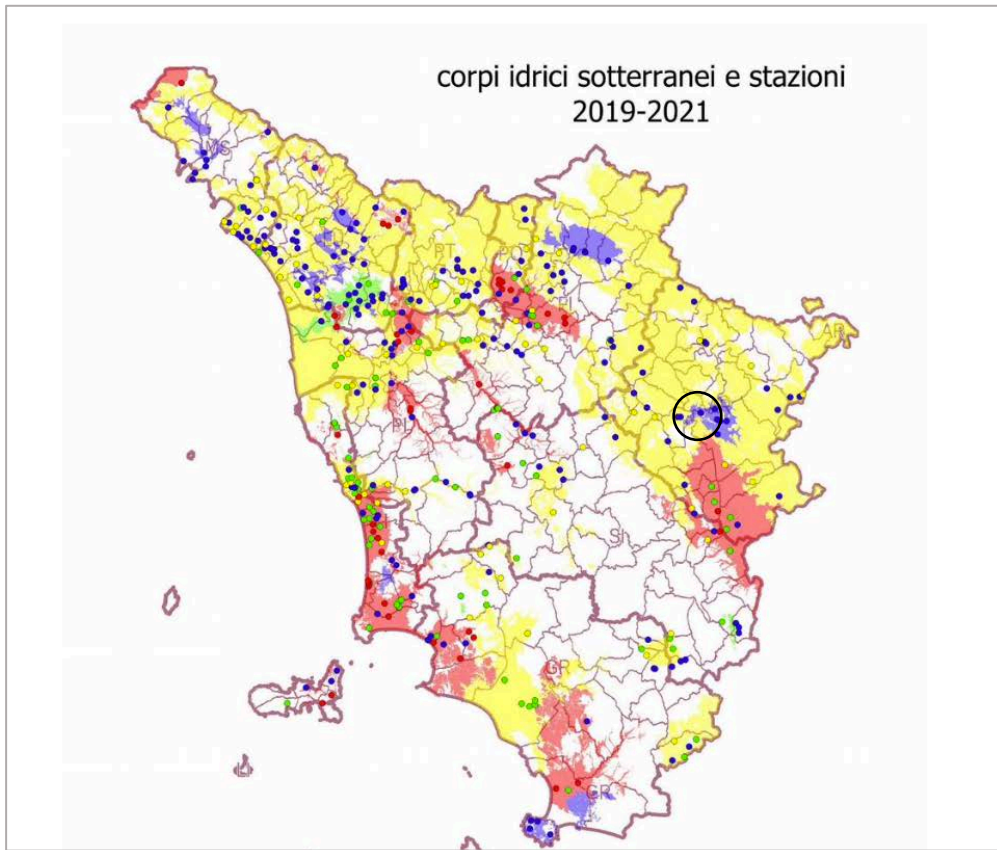 corpi idrici sotterranei e stazioni
2019-2021
MS
PT
PO
FI
AR
PI
SI
GR
GR
LI